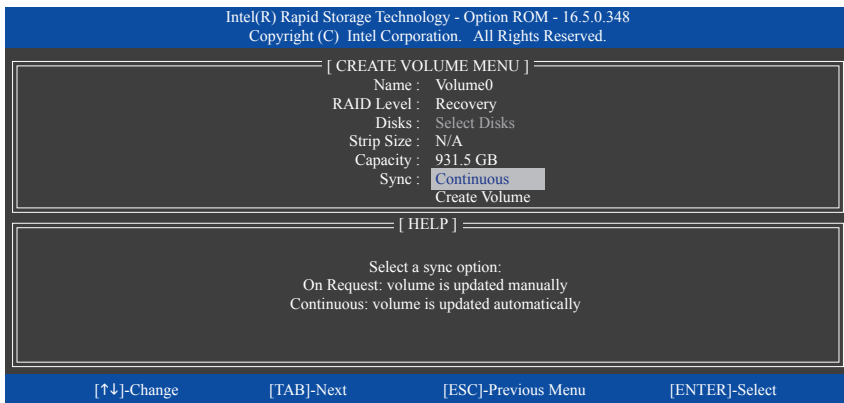 Intel(R) Rapid Storage Technology - Option ROM - 16.5.0.348
Copyright (C) Intel Corporation. All Rights Reserved.
[ CREATE VOLUME MENU ]
Name : Volume0
RAID Level : Recovery
Disks : Select Disks
Strip Size : N/A
Capacity : 931.5 GB
Sync : Continuous
Create Volume
[ HELP ]
Select a sync option:
On Request: volume is updated manually
Continuous: volume is updated automatically
[↑↓]-Change [TAB]-Next [ESC]-Previous Menu [ENTER]-Select